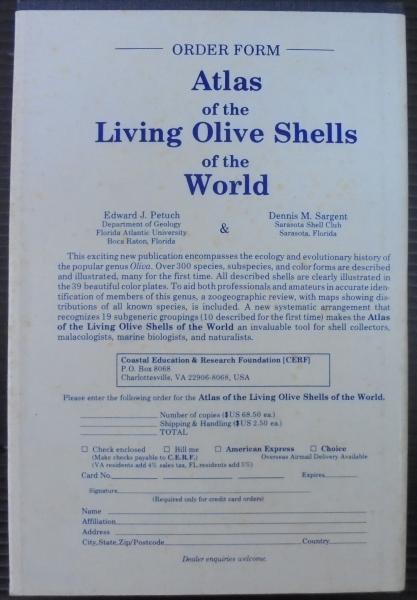 ORDER FORM
Atlas
of the
Living Olive Shells
of the
World
Edward J. Petuch
Department of Geology
Florida Atlantic University
Boca Raton, Florida
&
Dennis M. Sargent
Sarasota Shell Club
Sarasota, Florida
This exciting new publication encompasses the ecology and evolutionary history of
the popular genus Oliva. Over 300 species, subspecies, and color forms are described
and illustrated, many for the first time. All described shells are clearly illustrated in
the 39 beautiful color plates. To aid both professionals and amateurs in accurate iden-
tification of members of this genus, a zoogeographic review, with maps showing dis-
tributions of all known species, is included. A new systematic arrangement that
recognizes 19 subgeneric groupings (10 described for the first time) makes the Atlas
of the Living Olive Shells of the World an invaluable tool for shell collectors,
malacologists, marine biologists, and naturalists.
Coastal Education & Research Foundation [CERF]
P.O. Box 8068
Charlottesville, VA 22906-8068, USA
Please enter the following order for the Atlas of the Living Olive Shells of the World.
Number of copies ($US 68.50 ea.)
Shipping & Handling ($US 2.50 ea.)
TOTAL
Check enclosed Bill me American Express Choice
(Make checks payable to C.E.R.F.) Overseas Airmail Delivery Available
(VA residents add 4% sales tax, FL residents add 5%)
Card No. Expires
Signature
(Required only for credit card orders)
Name
Affiliation
Address
City, State, Zip/Postcode Country
Dealer enquiries welcome.